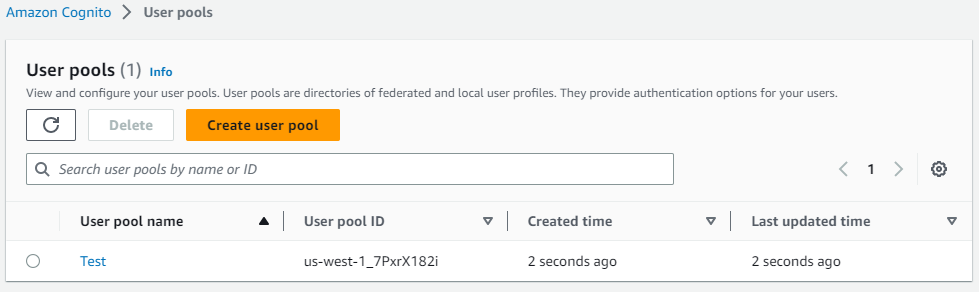 Amazon Cognito > User pools
User pools (1) Info
View and configure your user pools. User pools are directories of federated and local user profiles. They provide authentication options for your users.
Delete Create user pool
Search user pools by name or ID
1
User pool name User pool ID Created time Last updated time
Test us-west-1_7PxrX182i 2 seconds ago 2 seconds ago